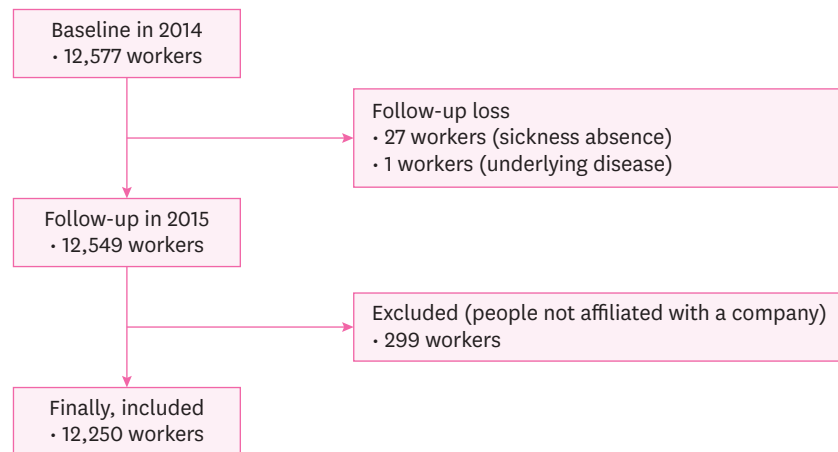 Baseline in 2014
· 12,577 workers
Follow-up loss
· 27 workers (sickness absence)
· 1 workers (underlying disease)
Follow-up in 2015
· 12,549 workers
Excluded (people not affiliated with a company)
· 299 workers
Finally, included
· 12,250 workers